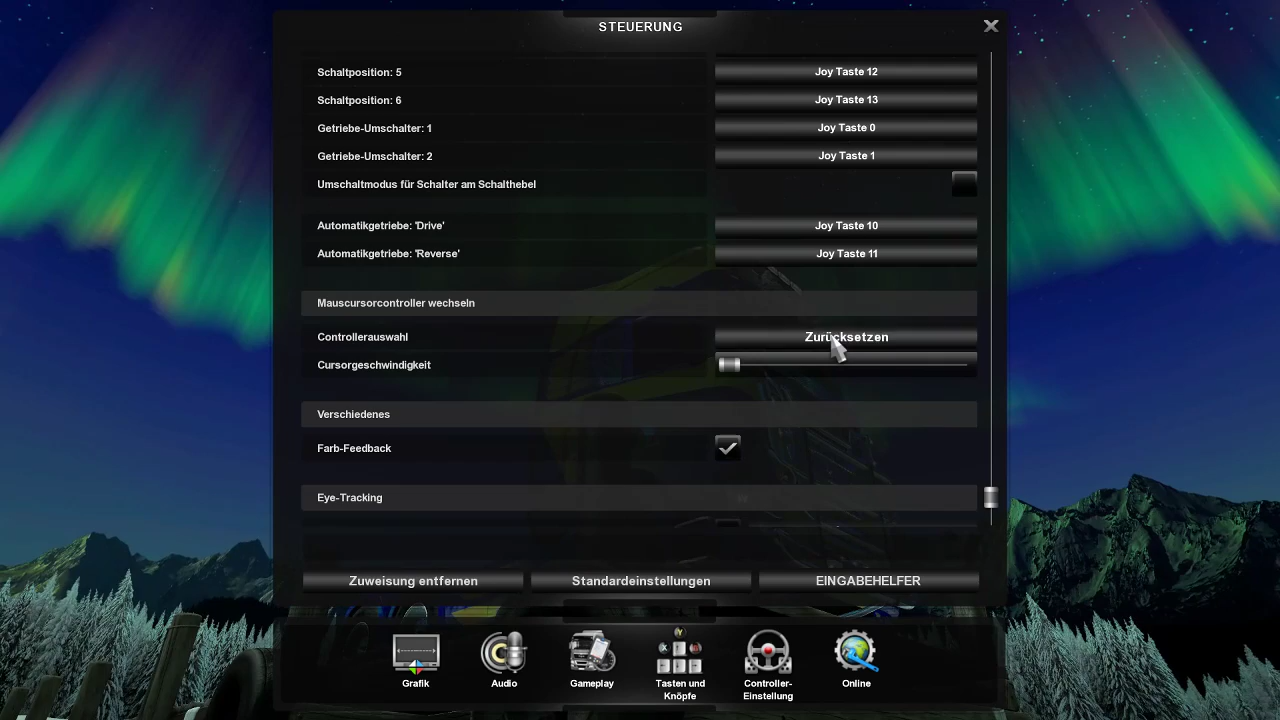 STEUERUNG
Schaltposition: 5
Joy Taste 12
Schaltposition: 6
Joy Taste 13
Getriebe-Umschalter: 1
Joy Taste 0
Getriebe-Umschalter: 2
Joy Taste 1
Umschaltmodus für Schalter am Schalthebel
Automatikgetriebe: 'Drive'
Joy Taste 10
Automatikgetriebe: 'Reverse'
Joy Taste 11
Mauscursorcontroller wechseln
Controllerauswahl
Zurücksetzen
Cursorgeschwindigkeit
Verschiedenes
Farb-Feedback
Eye-Tracking
Zuweisung entfernen
Standardeinstellungen
EINGABEHELFER
Grafik
Audio
Gameplay
Tasten und
Knöpfe
Controller-
Einstellung
Online